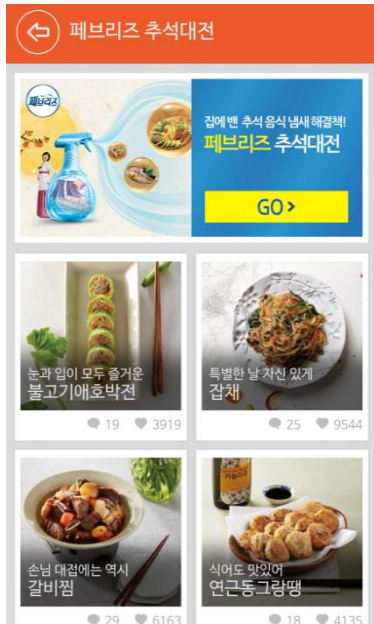 페브리즈 추석대전
페브리즈
집에 밴 추석 음식 냄새 해결책!
페브리즈 추석대전
GO >
눈과 입이 모두 즐거운
불고기애호박전
19 3919
특별한 날 자신 있게
잡채
25 9544
손님 대접에는 역시
갈비찜
29 6163
식어도 맛있어
연근동그랑땡
18 4135